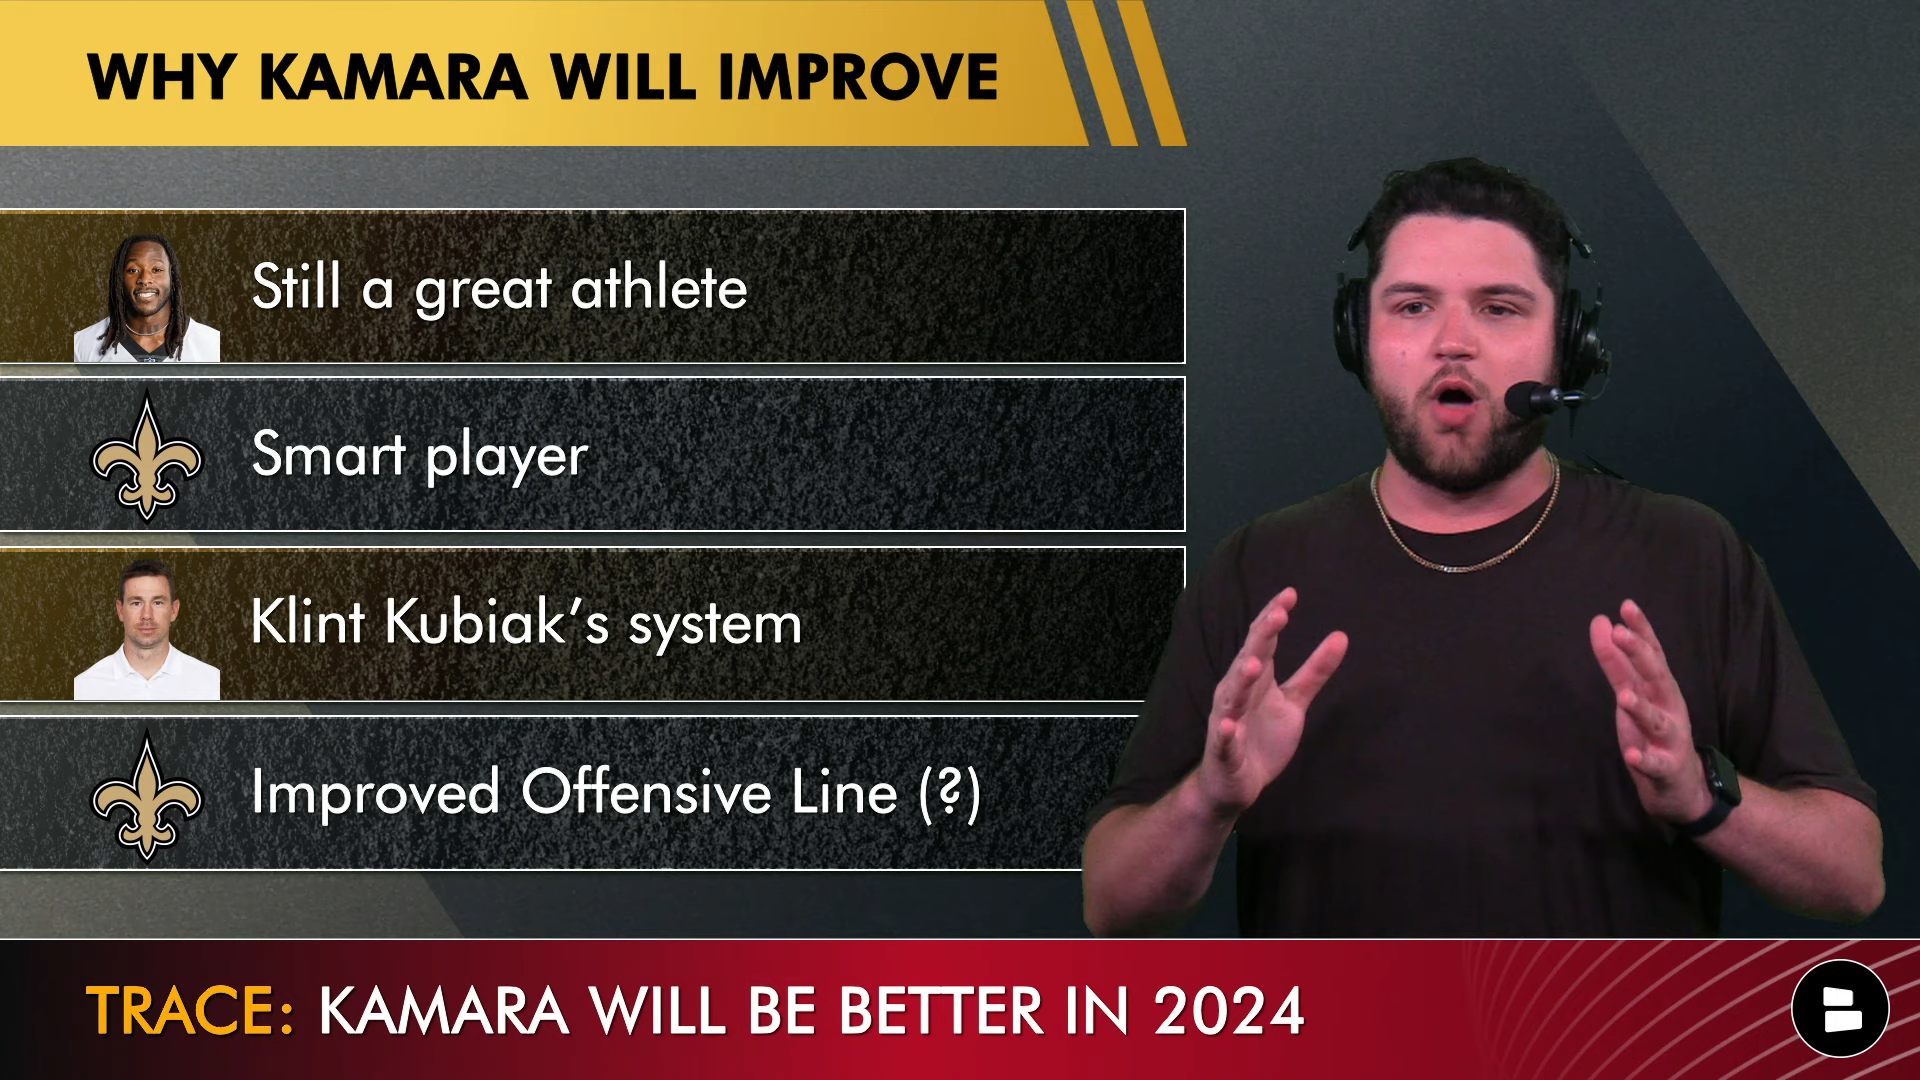 WHY KAMARA WILL IMPROVE
Still a great athlete
Smart player
Klint Kubiak’s system
Improved Offensive Line (?)
TRACE: KAMARA WILL BE BETTER IN 2024